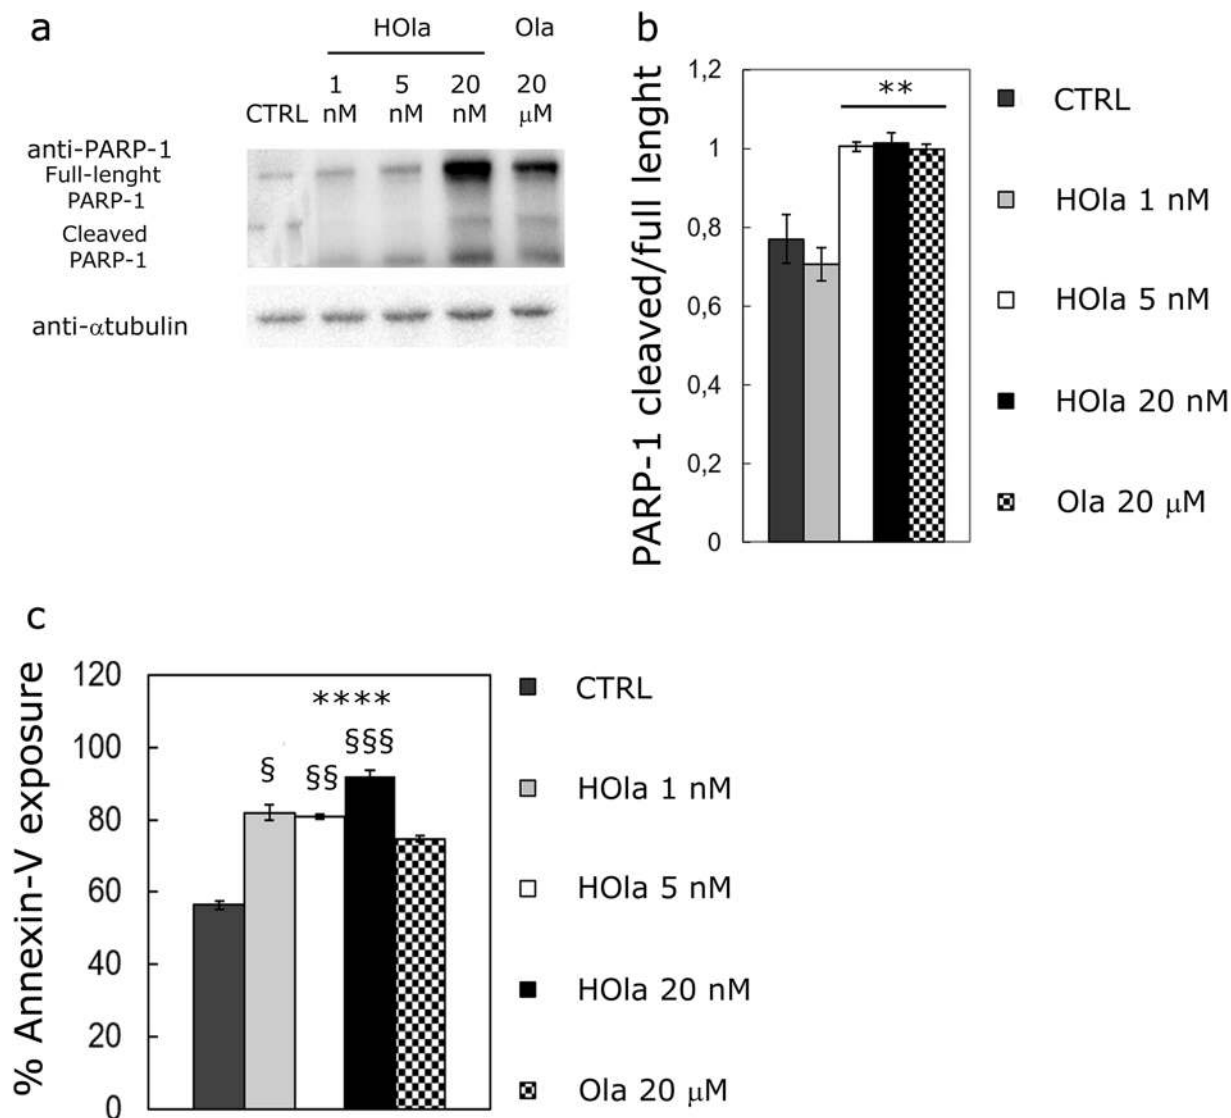 a
HOla
Ola
1
5
20
20
CTRL
nM
nM
nM
μM
anti-PARP-1
Full-lenght
PARP-1
Cleaved
PARP-1
anti-αtubulin
b
PARP-1 cleaved/full lenght
1,2
1
0,8
0,6
0,4
0,2
0
**
CTRL
HOla 1 nM
HOla 5 nM
HOla 20 nM
Ola 20 μM
c
% Annexin-V exposure
120
100
80
60
40
20
0
****
§
§§
§§§
CTRL
HOla 1 nM
HOla 5 nM
HOla 20 nM
Ola 20 μM